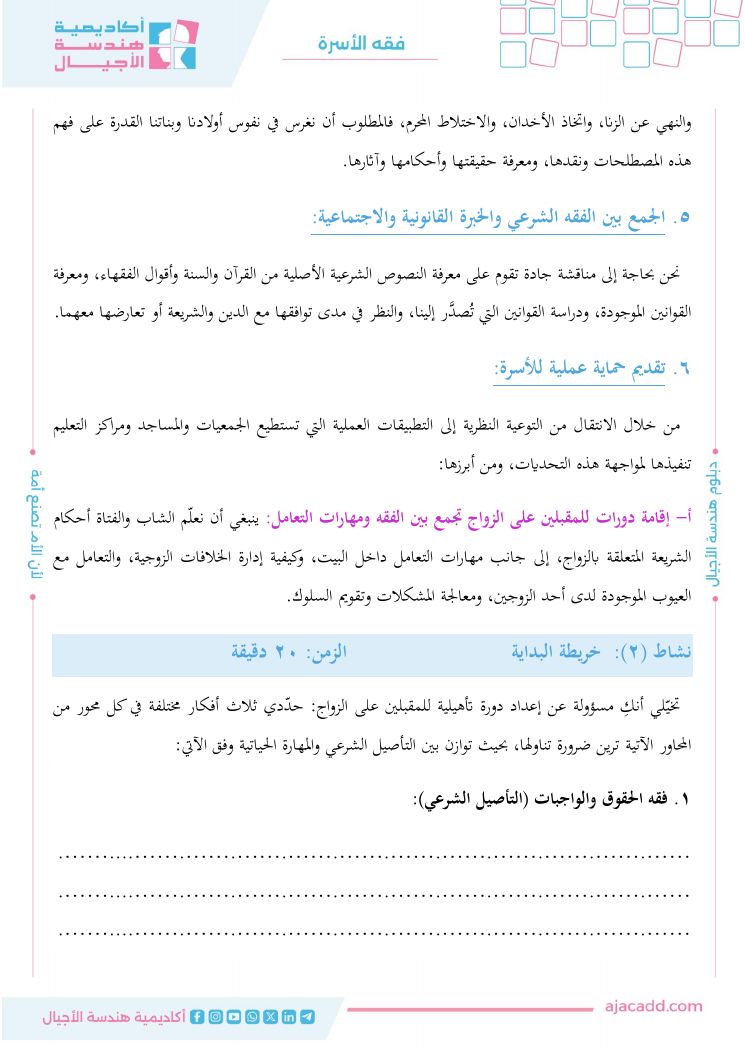 أكاديمية
هندسة
الأجيال
فقه الأسرة
والنهي عن الزنا، واتخاذ الأخدان، والاختلاط المحرم، فالمطلوب أن نغرس في نفوس أولادنا وبناتنا القدرة على فهم
هذه المصطلحات ونقدها، ومعرفة حقيقتها وأحكامها وآثارها.
٥. الجمع بين الفقه الشرعي والخبرة القانونية والاجتماعية:
نحن بحاجة إلى مناقشة جادة تقوم على معرفة النصوص الشرعية الأصلية من القرآن والسنة وأقوال الفقهاء، ومعرفة
القوانين الموجودة، ودراسة القوانين التي تُصدَّر إلينا، والنظر في مدى توافقها مع الدين والشريعة أو تعارضها معهما.
٦. تقديم حماية عملية للأسرة:
من خلال الانتقال من التوعية النظرية إلى التطبيقات العملية التي تستطيع الجمعيات والمساجد ومراكز التعليم
تنفيذها لمواجهة هذه التحديات، ومن أبرزها:
أ- إقامة دورات للمقبلين على الزواج تجمع بين الفقه ومهارات التعامل: ينبغي أن نعلّم الشاب والفتاة أحكام
الشريعة المتعلقة بالزواج، إلى جانب مهارات التعامل داخل البيت، وكيفية إدارة الخلافات الزوجية، والتعامل مع
العيوب الموجودة لدى أحد الزوجين، ومعالجة المشكلات وتقويم السلوك.
نشاط (٢): خريطة البداية الزمن: ٢٠ دقيقة
تخيّلي أنكِ مسؤولة عن إعداد دورة تأهيلية للمقبلين على الزواج: حدّدي ثلاث أفكار مختلفة في كل محور من
المحاور الآتية ترين ضرورة تناولها، بحيث توازن بين التأصيل الشرعي والمهارة الحياتية وفق الآتي:
١. فقه الحقوق والواجبات (التأصيل الشرعي):
دبلوم هندسة الأجيال
لأن الأم تصنع أمة
ajacadd.com
أكاديمية هندسة الأجيال